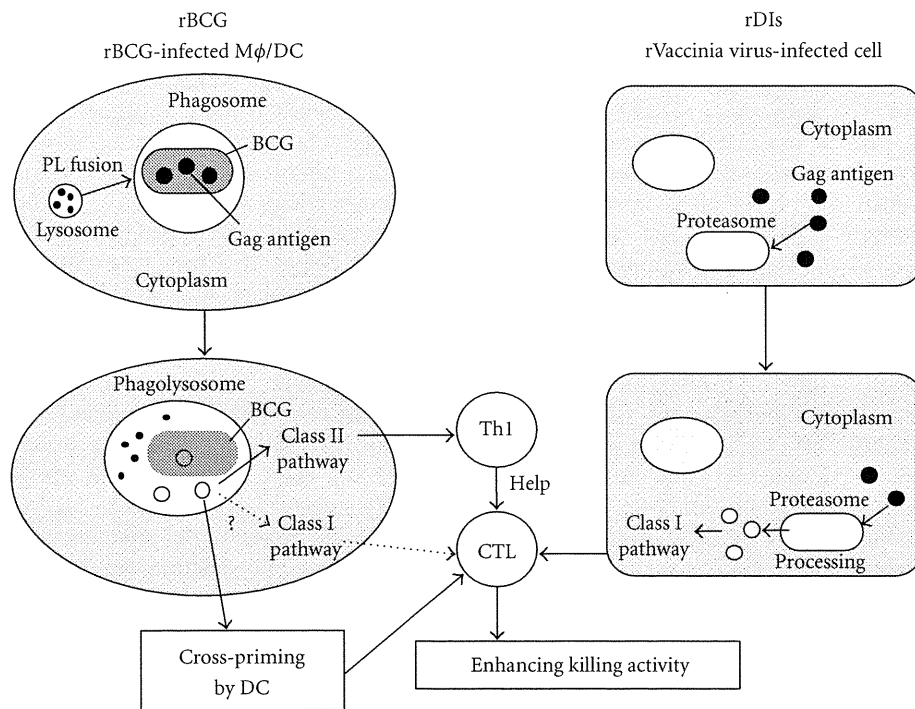 rBCG
rBCG-infected Mϕ/DC
Phagosome
BCG
PL fusion
Lysosome
Gag antigen
Cytoplasm
rDIs
rVaccinia virus-infected cell
Cytoplasm
Gag antigen
Proteasome
Phagolysosome
BCG
Class II
pathway
?
Class I
pathway
Th1
Help
CTL
Cytoplasm
Proteasome
Class I
pathway
Processing
Cross-priming
by DC
Enhancing killing activity